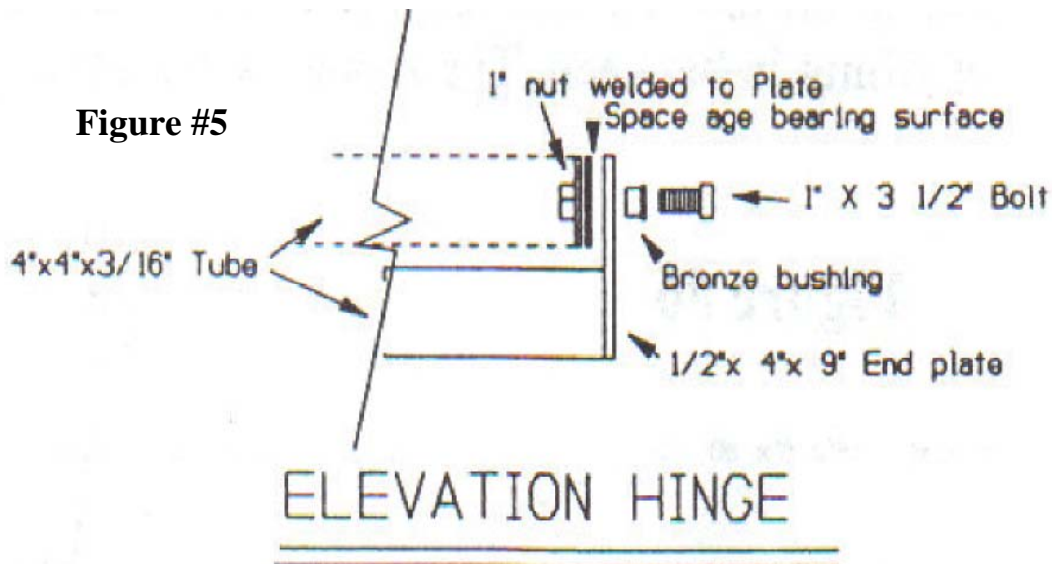 1" nut welded to Plate
Figure #5
Space age bearing surface
1" X 3 1/2" Bolt
4"x4"x3/16" Tube
Bronze bushing
1/2"x 4"x 9" End plate
ELEVATION HINGE